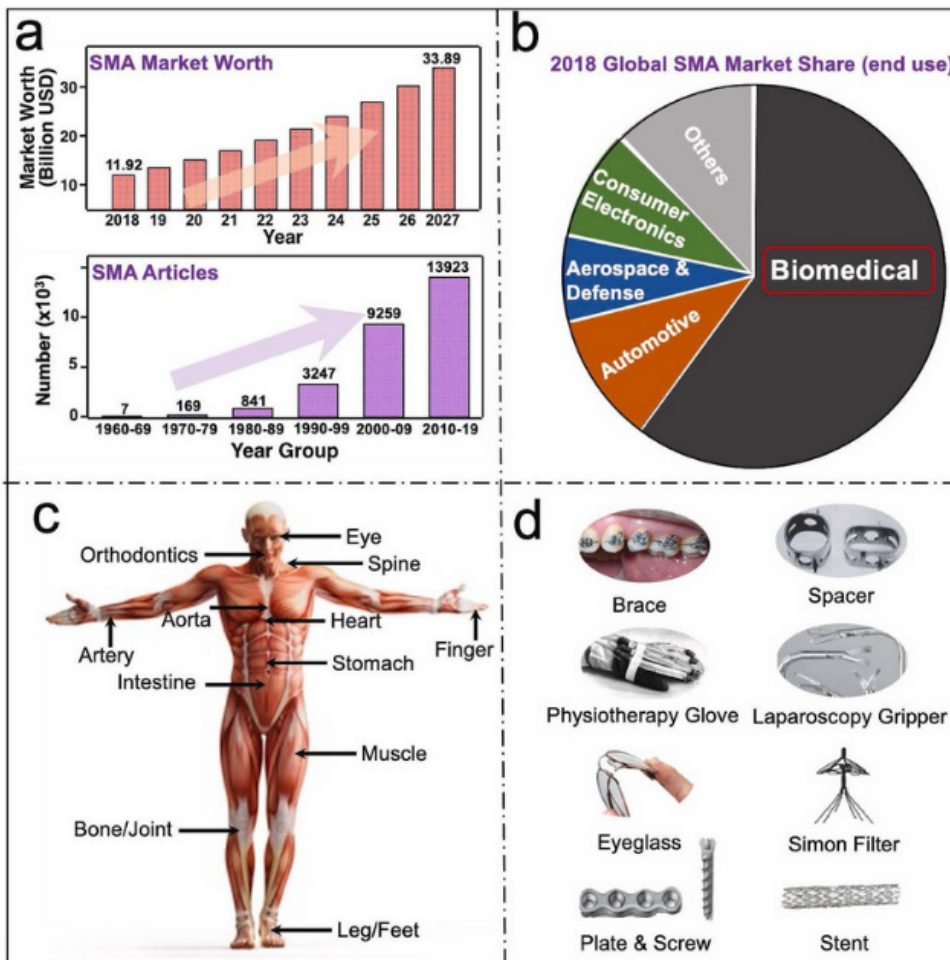 a
SMA Market Worth
Market Worth
(Billion USD)
30
20
10
11.92
33.89
2018 19 20 21 22 23 24 25 26 2027
Year
SMA Articles
Number (x10³)
10
5
0
7
169
841
3247
9259
13923
1960-69 1970-79 1980-89 1990-99 2000-09 2010-19
Year Group
b
2018 Global SMA Market Share (end use)
Others
Consumer
Electronics
Aerospace &
Defense
Automotive
Biomedical
c
Eye
Orthodontics
Spine
Aorta
Heart
Artery
Finger
Stomach
Intestine
Muscle
Bone/Joint
Leg/Feet
d
Brace
Spacer
Physiotherapy Glove
Laparoscopy Gripper
Eyeglass
Simon Filter
Plate & Screw
Stent